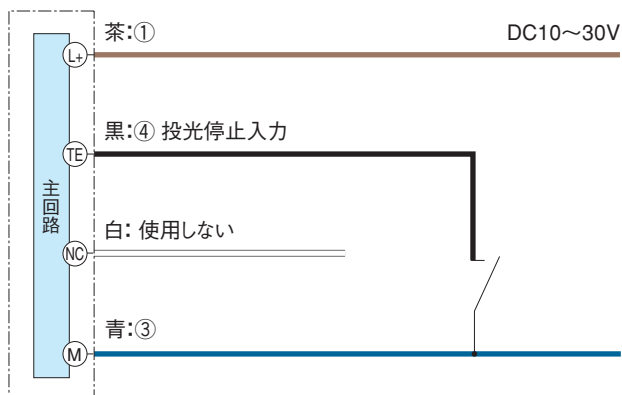 茶:① DC10～30V
L+
黒:④ 投光停止入力
TE
主回路
白: 使用しない
NC
青:③
M